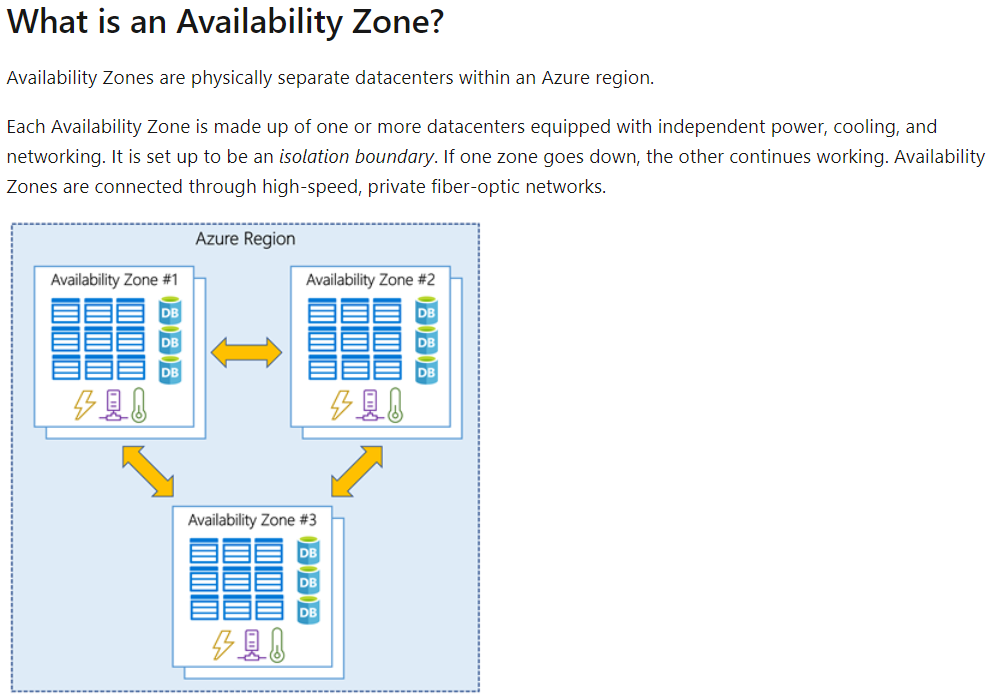 What is an Availability Zone?
Availability Zones are physically separate datacenters within an Azure region.
Each Availability Zone is made up of one or more datacenters equipped with independent power, cooling, and
networking. It is set up to be an isolation boundary. If one zone goes down, the other continues working. Availability
Zones are connected through high-speed, private fiber-optic networks.
Azure Region
Availability Zone #1
DB
DB
DB
Availability Zone #2
DB
DB
DB
Availability Zone #3
DB
DB
DB